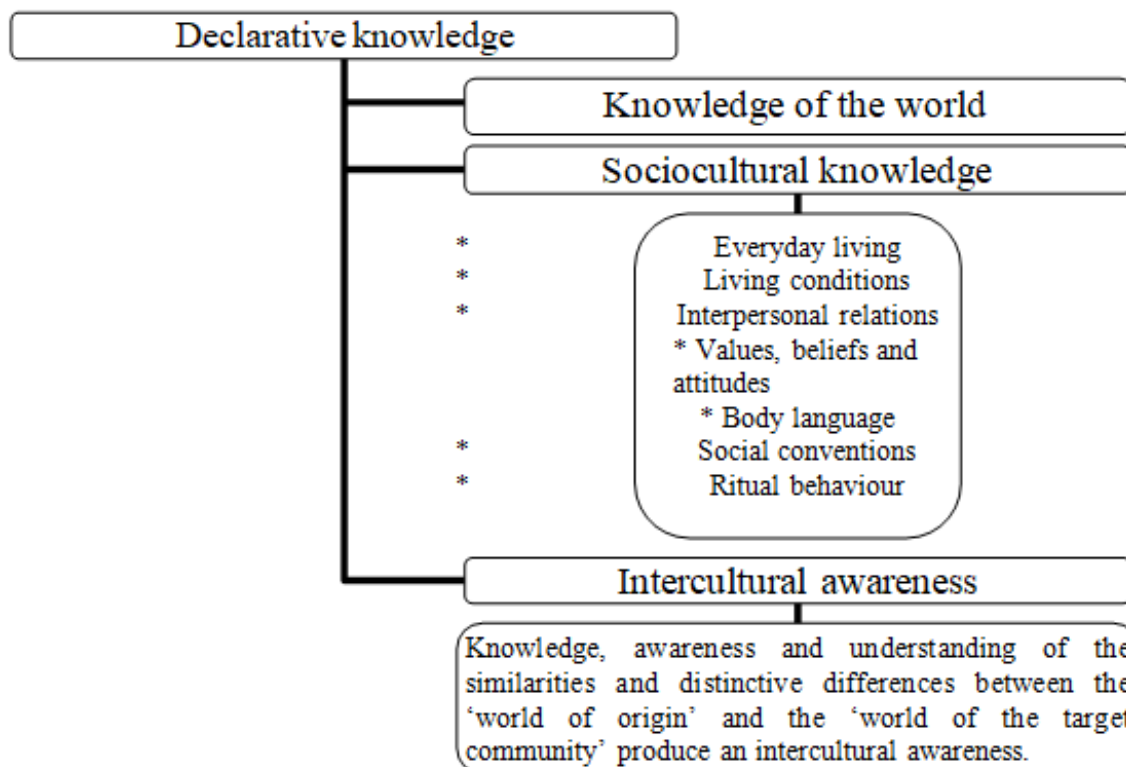 Declarative knowledge
Knowledge of the world
Sociocultural knowledge
* Everyday living
* Living conditions
* Interpersonal relations
* Values, beliefs and
attitudes
* Body language
* Social conventions
* Ritual behaviour
Intercultural awareness
Knowledge, awareness and understanding of the
similarities and distinctive differences between the
‘world of origin’ and the ‘world of the target
community’ produce an intercultural awareness.